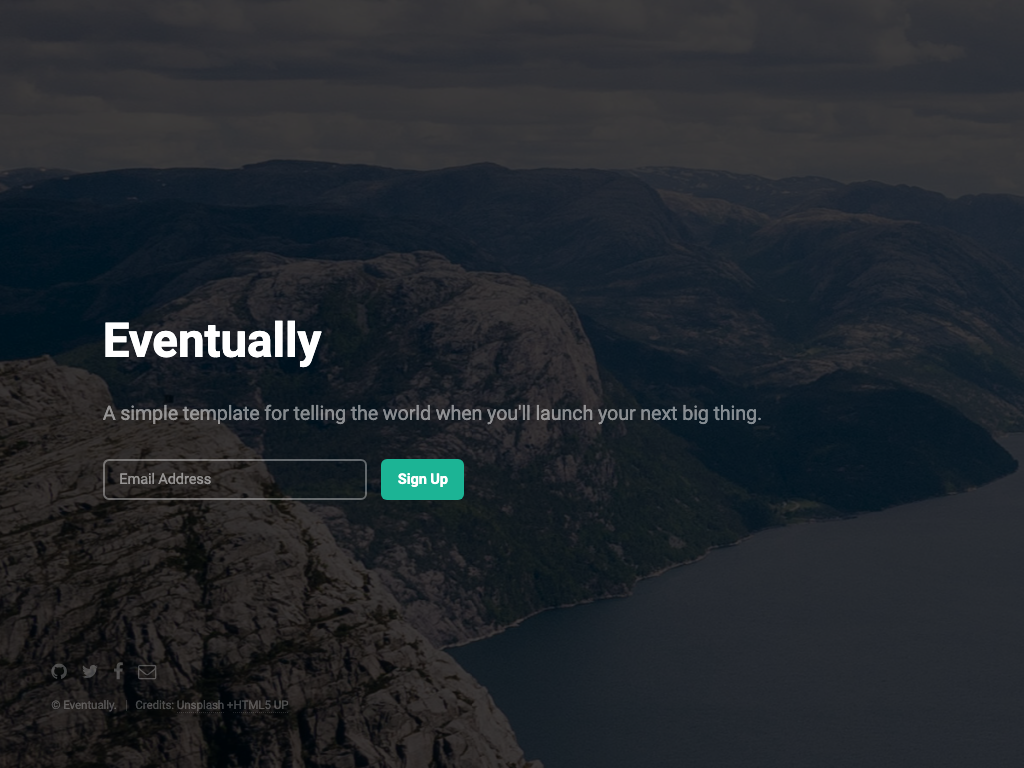 Eventually
A simple template for telling the world when you'll launch your next big thing.
Email Address
Sign Up
© Eventually. | Credits: Unsplash +HTML5 UP